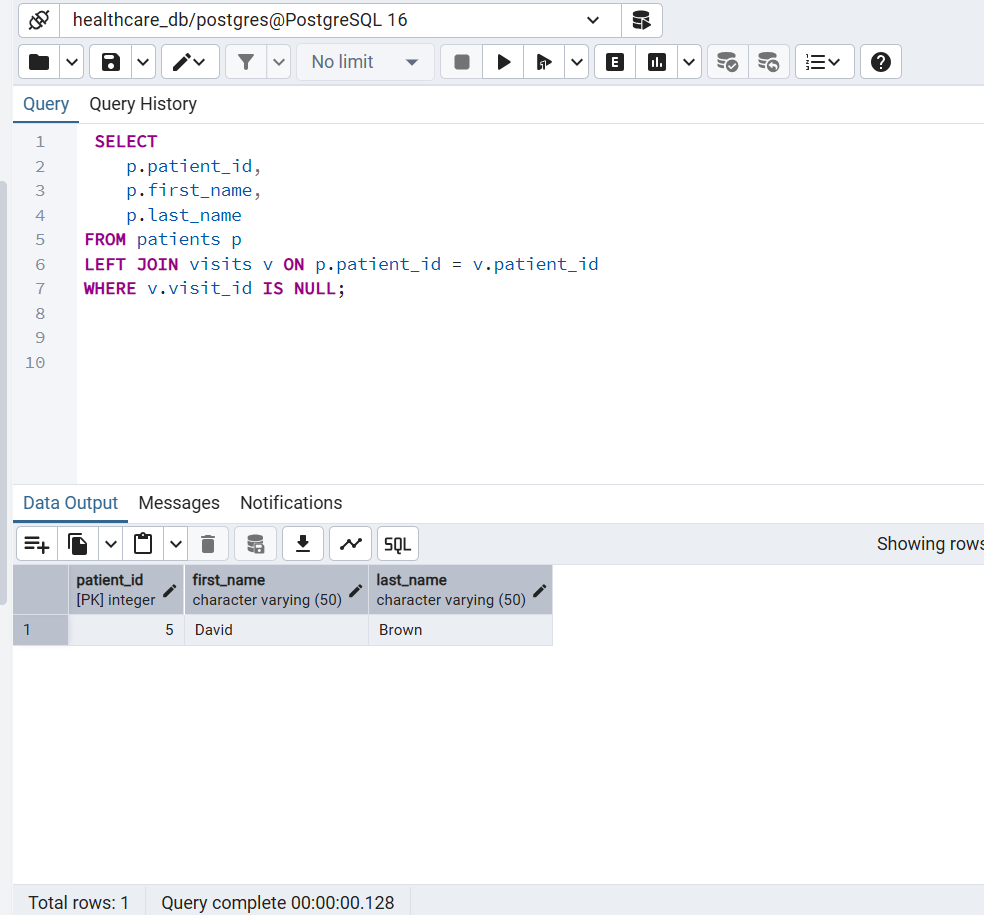 healthcare_db/postgres@PostgreSQL 16
No limit
E
Query Query History
1 SELECT
2 p.patient_id,
3 p.first_name,
4 p.last_name
5 FROM patients p
6 LEFT JOIN visits v ON p.patient_id = v.patient_id
7 WHERE v.visit_id IS NULL;
8
9
10
Data Output Messages Notifications
SQL
Showing rows
patient_id first_name last_name
[PK] integer character varying (50) character varying (50)
1 5 David Brown
Total rows: 1 Query complete 00:00:00.128